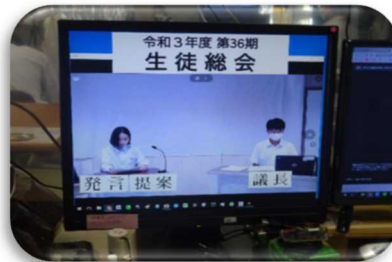 令和3年度 第36期
生徒総会
発言 提案
議長